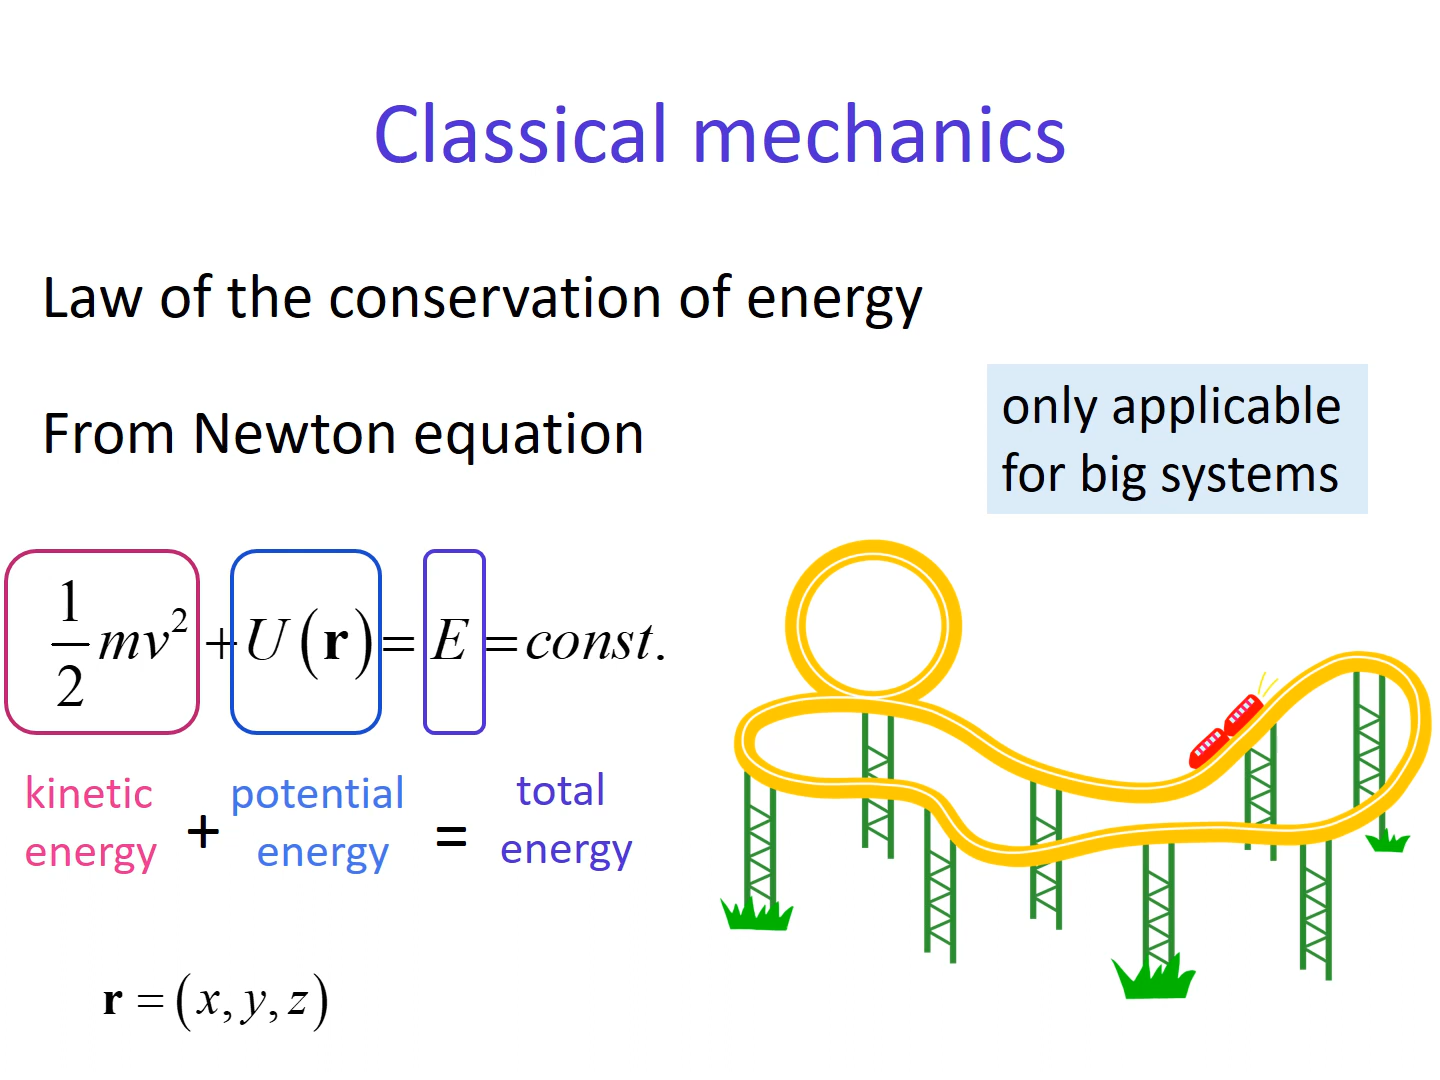 Classical mechanics
Law of the conservation of energy
From Newton equation
only applicable
for big systems
1/2 mv² + U(r) = E = const.
kinetic energy + potential energy = total energy
r = (x, y, z)